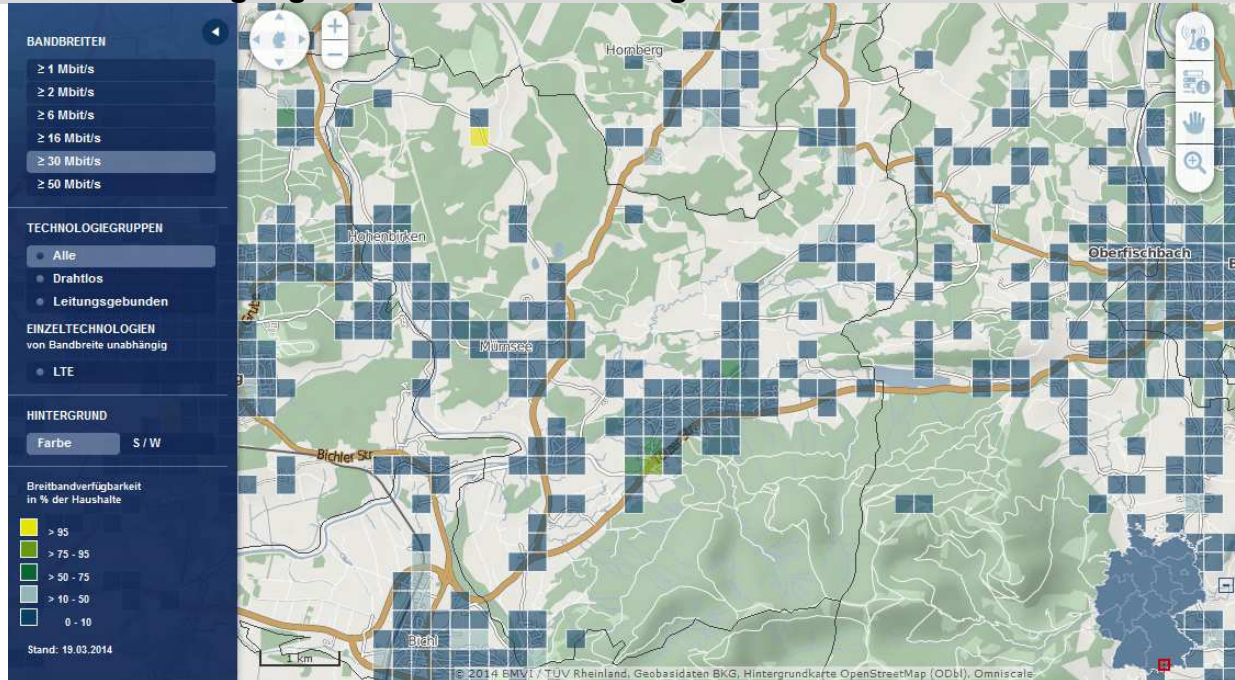 BANDBREITEN
≥ 1 Mbit/s
≥ 2 Mbit/s
≥ 6 Mbit/s
≥ 16 Mbit/s
≥ 30 Mbit/s
≥ 50 Mbit/s
TECHNOLOGIEGRUPPEN
Alle
Drahtlos
Leitungsgebunden
EINZELTECHNOLOGIEN
von Bandbreite unabhängig
LTE
HINTERGRUND
Farbe S / W
Breitbandverfügbarkeit
in % der Haushalte
> 95
> 75 - 95
> 50 - 75
> 10 - 50
0 - 10
Stand: 19.03.2014
Hornberg
Hohenbirken
Oberfischbach
Mürnsee
Bichler Str
Bichl
1 km
© 2014 BMVI / TÜV Rheinland, Geobasidaten BKG, Hintergrundkarte OpenStreetMap (ODbl), Omniscale